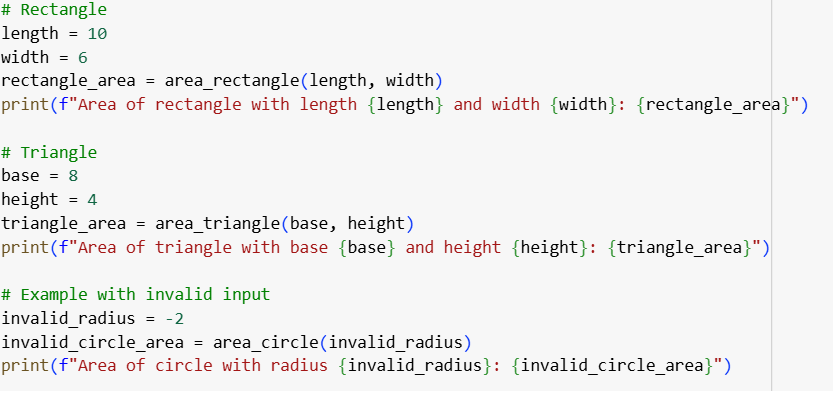 # Rectangle
length = 10
width = 6
rectangle_area = area_rectangle(length, width)
print(f"Area of rectangle with length {length} and width {width}: {rectangle_area}")
# Triangle
base = 8
height = 4
triangle_area = area_triangle(base, height)
print(f"Area of triangle with base {base} and height {height}: {triangle_area}")
# Example with invalid input
invalid_radius = -2
invalid_circle_area = area_circle(invalid_radius)
print(f"Area of circle with radius {invalid_radius}: {invalid_circle_area}")